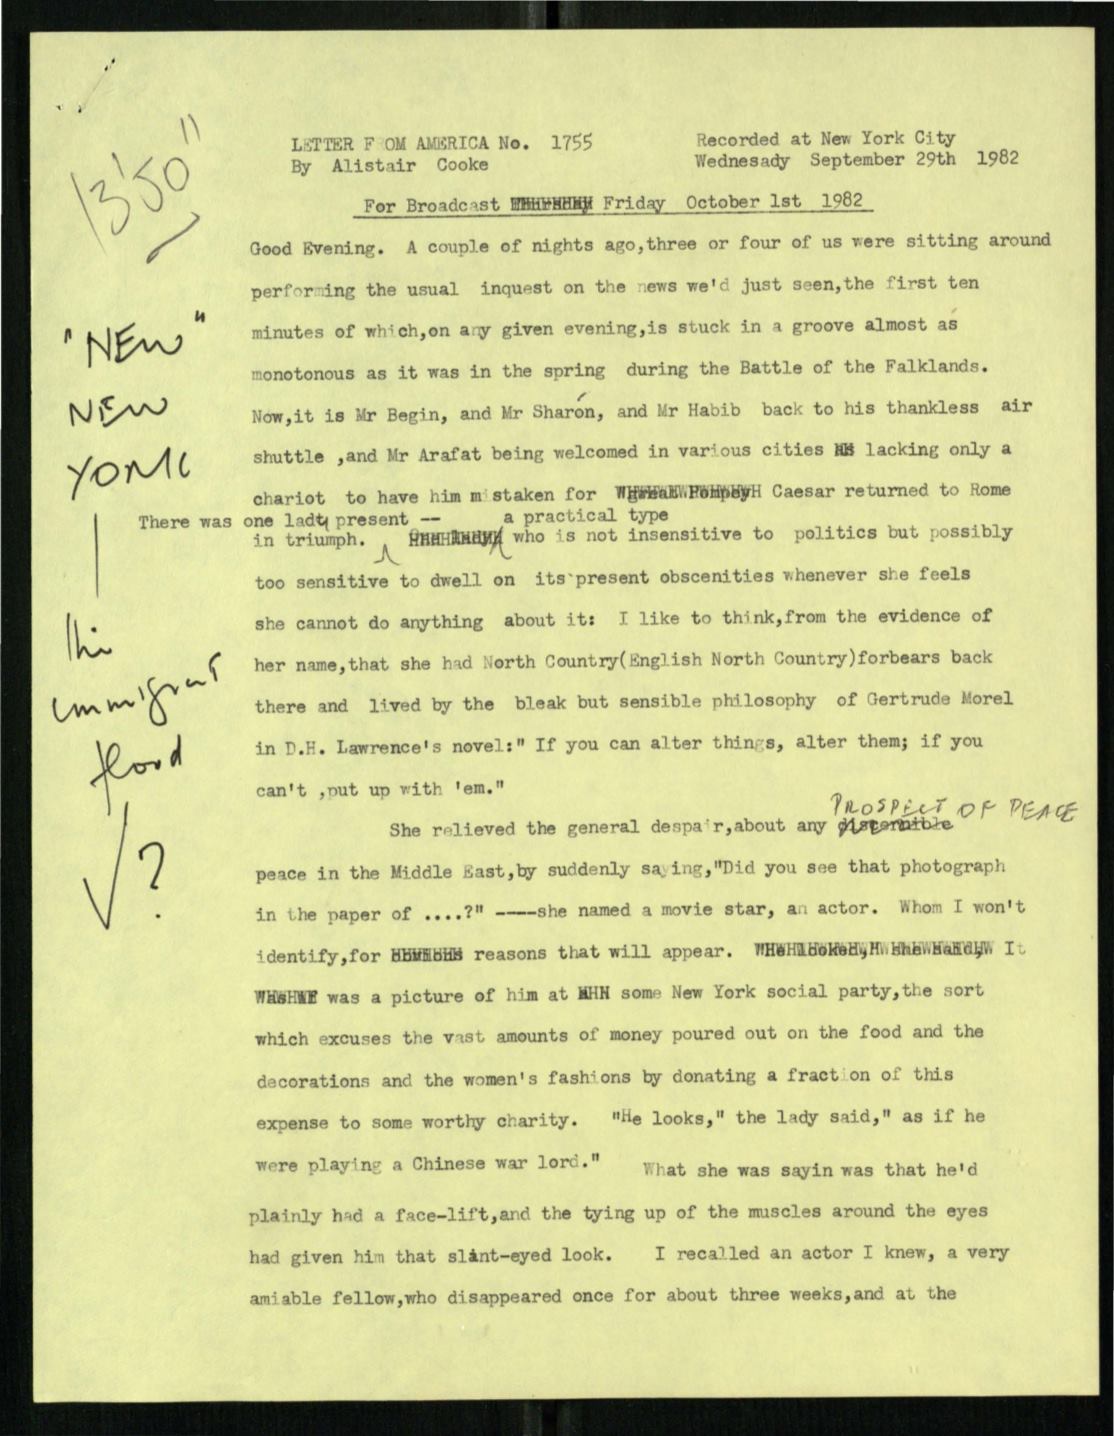 13'50"
LETTER FROM AMERICA No. 1755
Recorded at New York City
By Alistair Cooke
Wednesady September 29th 1982
For Broadcast Thursday Friday October 1st 1982
"NEW"
NEW
YORK
|
thi
immigrant
flood
✓?
Good Evening. A couple of nights ago,three or four of us were sitting around
performing the usual inquest on the news we'd just seen,the first ten
minutes of which,on any given evening,is stuck in a groove almost as
monotonous as it was in the spring during the Battle of the Falklands.
Now,it is Mr Begin, and Mr Sharón, and Mr Habib back to his thankless air
shuttle ,and Mr Arafat being welcomed in various cities lacking only a
chariot to have him mistaken for Caesar returned to Rome
There was one lady present -- a practical type
in triumph. who is not insensitive to politics but possibly
too sensitive to dwell on its present obscenities whenever she feels
she cannot do anything about it: I like to think,from the evidence of
her name,that she had North Country(English North Country)forbears back
there and lived by the bleak but sensible philosophy of Gertrude Morel
in D.H. Lawrence's novel:" If you can alter things, alter them; if you
can't ,put up with 'em."
PROSPECT OF PEACE
She relieved the general despair,about any discernible
peace in the Middle East,by suddenly saying,"Did you see that photograph
in the paper of ....?" ----she named a movie star, an actor. Whom I won't
identify,for reasons that will appear. It
was a picture of him at some New York social party,the sort
which excuses the vast amounts of money poured out on the food and the
decorations and the women's fashions by donating a fraction of this
expense to some worthy charity. "He looks," the lady said," as if he
were playing a Chinese war lord." What she was sayin was that he'd
plainly had a face-lift,and the tying up of the muscles around the eyes
had given him that slant-eyed look. I recalled an actor I knew, a very
amiable fellow,who disappeared once for about three weeks,and at the